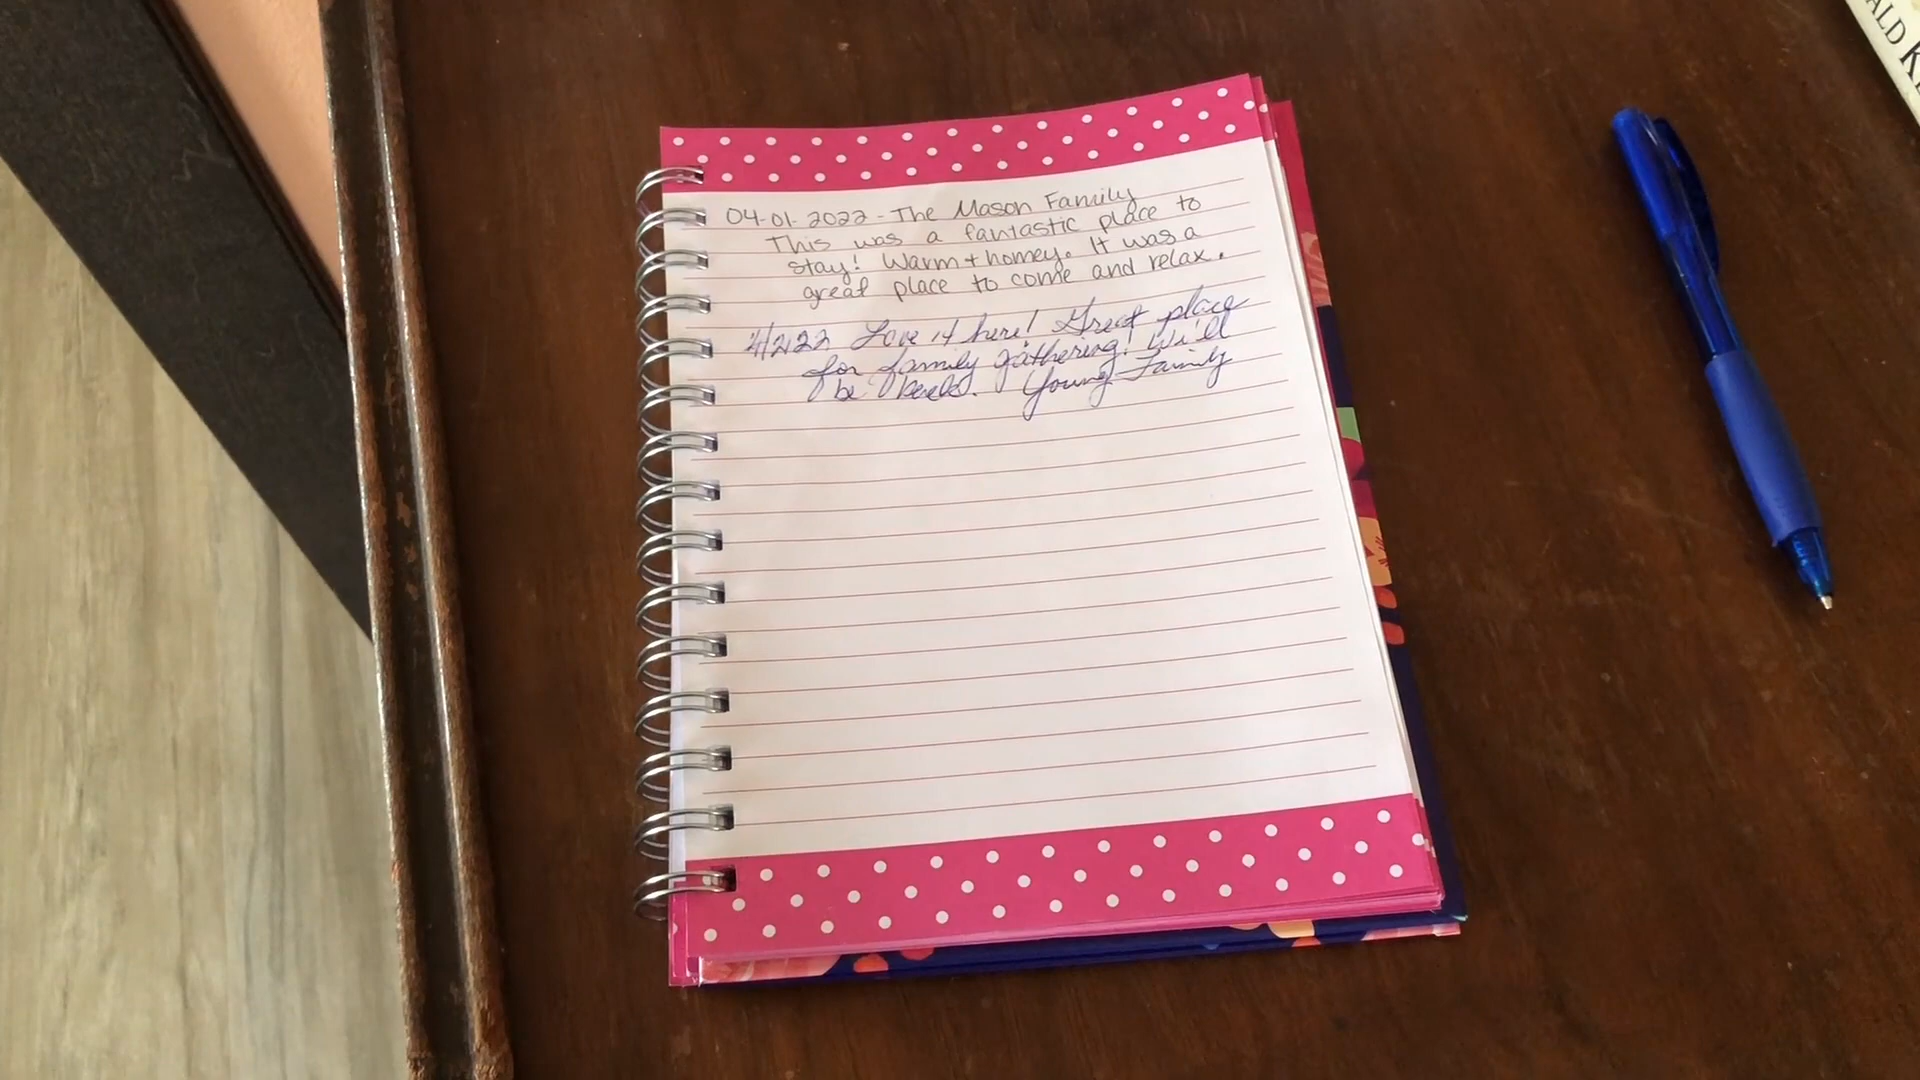 04-01-2022 - The Mason Family
This was a fantastic place to
stay! Warm + homey. It was a
great place to come and relax.
4/2/22 Love it here! Great place
for family gathering! We'll
be back. Young Family
ALD